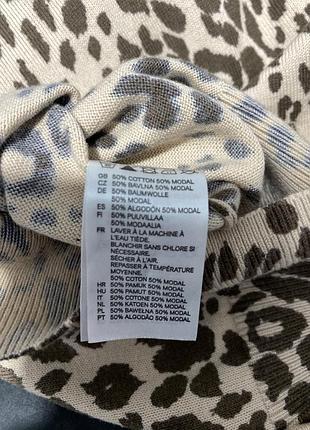 GB 50% COTTON 50% MODAL
CZ 50% BAVLNA 50% MODAL
DE 50% BAUMWOLLE
50% MODAL
ES 50% ALGODÓN 50% MODAL
FI 50% PUUVILLAA
50% MODAALIA
FR LAVER À LA MACHINE À
L'EAU TIÈDE.
BLANCHIR SANS CHLORE SI
NÉCESSAIRE.
SÉCHER À L'AIR.
REPASSER À TEMPÉRATURE
MOYENNE.
50% COTON 50% MODAL
HR 50% PAMUK 50% MODAL
HU 50% PAMUT 50% MODAL
IT 50% COTONE 50% MODAL
NL 50% KATOEN 50% MODAL
PL 50% BAWEŁNA 50% MODAL
PT 50% ALGODÃO 50% MODAL